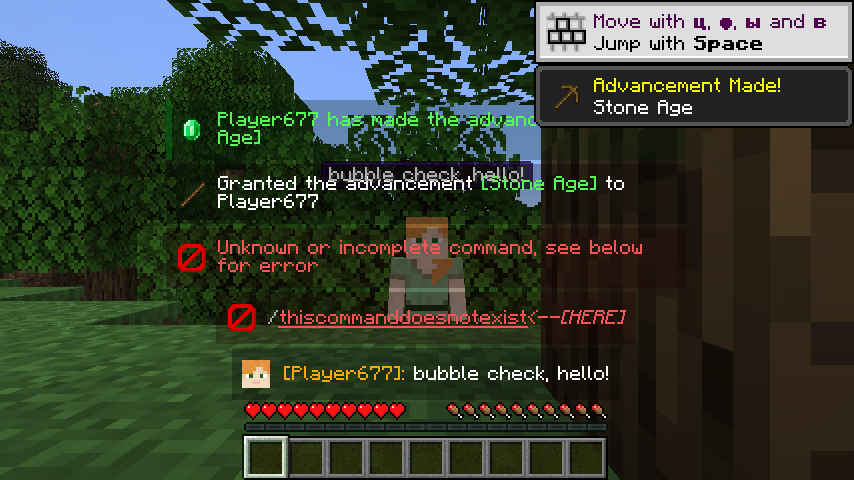 Move with ц, ф, ы and в
Jump with Space
Advancement Made!
Stone Age
Player677 has made the advanc
Age]
bubble check, hello!
Granted the advancement [Stone Age] to
Player677
Unknown or incomplete command, see below
for error
/thiscommanddoesnotexist<--[HERE]
[Player677]: bubble check, hello!